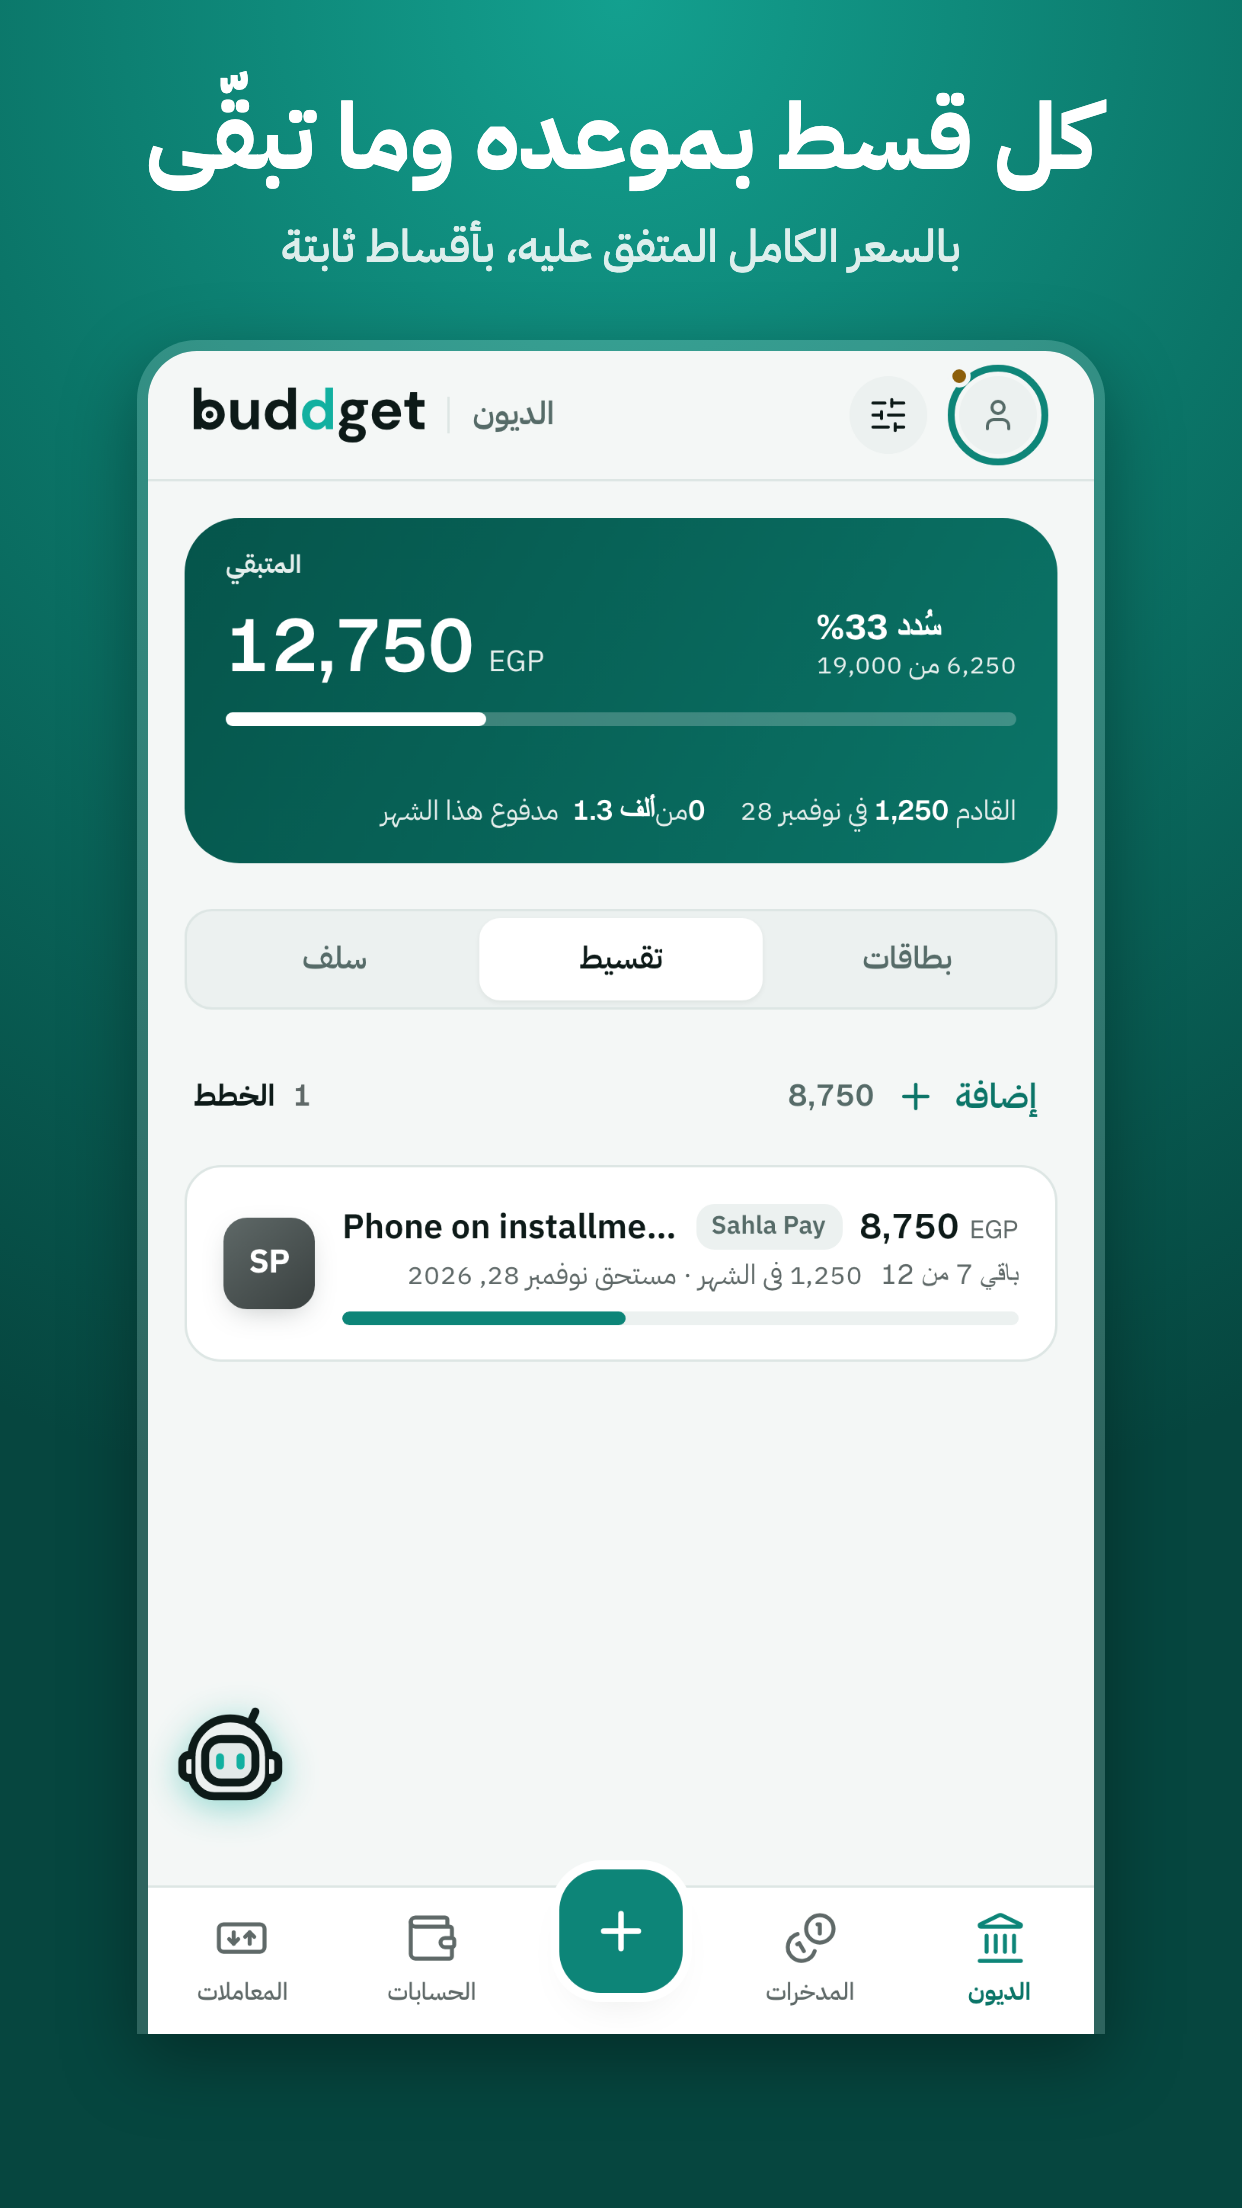 كل قسط بموعده وما تبقّى
بالسعر الكامل المتفق عليه، بأقساط ثابتة
buddget | الديون
المتبقي
12,750 EGP
سُدد 33%
6,250 من 19,000
القادم 1,250 في نوفمبر 28
0من1.3 ألف مدفوع هذا الشهر
بطاقات
تقسيط
سلف
الخطط 1
8,750 + إضافة
SP
Phone on installme... Sahla Pay 8,750 EGP
1,250 في الشهر · مستحق نوفمبر 28, 2026
باقي 7 من 12
الديون
المدخرات
الحسابات
المعاملات